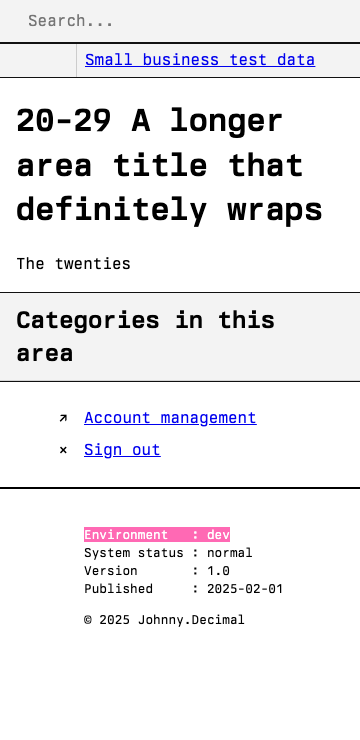 Search...
Small business test data
20-29 A longer
area title that
definitely wraps
The twenties
Categories in this
area
↗ Account management
× Sign out
Environment : dev
System status : normal
Version : 1.0
Published : 2025-02-01
© 2025 Johnny.Decimal